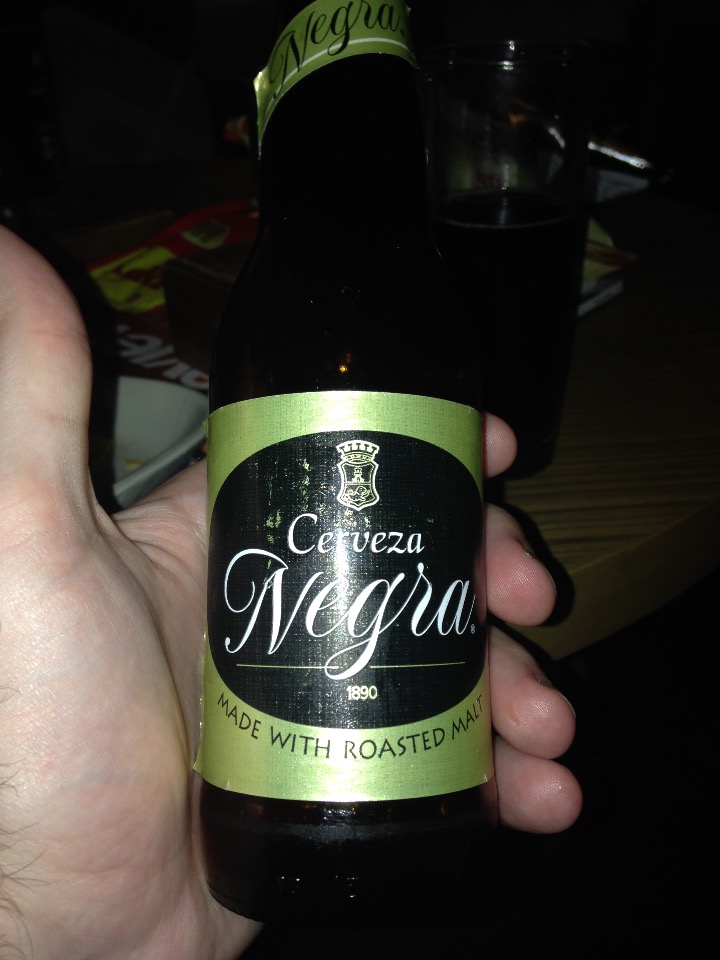 Negra
Cerveza
Negra®
1890
MADE WITH ROASTED MALT